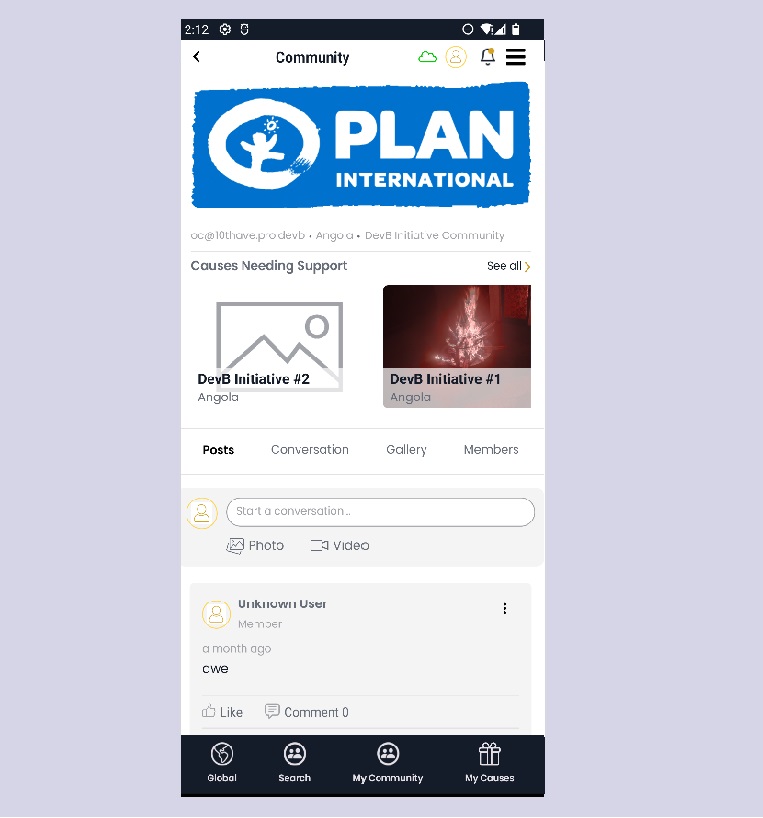 2:12
Community
PLAN
INTERNATIONAL
oc@10thave.pro devb • Angola • DevB Initiative Community
Causes Needing Support
See all
DevB Initiative #2
Angola
DevB Initiative #1
Angola
Posts Conversation Gallery Members
Start a conversation...
Photo Video
Unknown User
Member
a month ago
cwe
Like Comment 0
Global Search My Community My Causes